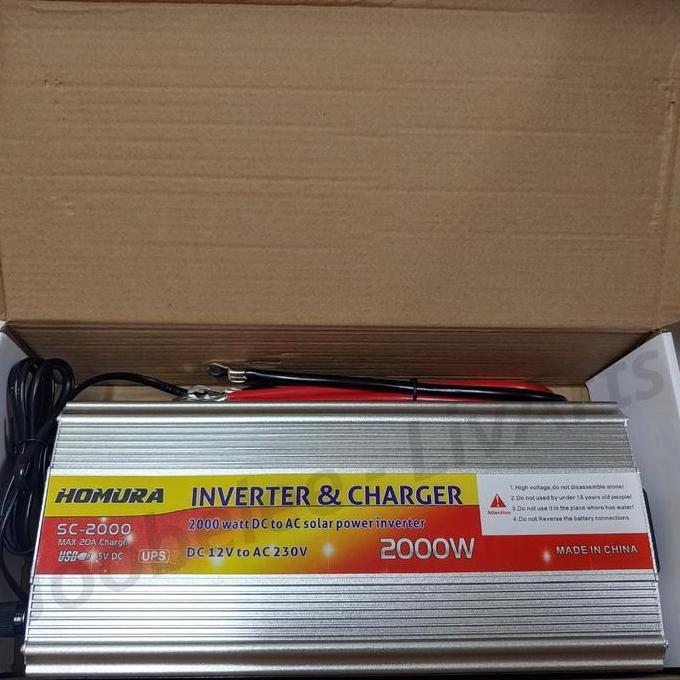 HOMURA
SC-2000
MAX 20A Charge
USB 5V DC
UPS
INVERTER & CHARGER
2000 watt DC to AC solar power inverter
DC 12V to AC 230V
2000W
Attention
1. High voltage,do not disassemble alone!
2.Do not used by under 18 years old people!
3.Do not use it in the place where has water!
4.Do not Reverse the battery connections
MADE IN CHINA